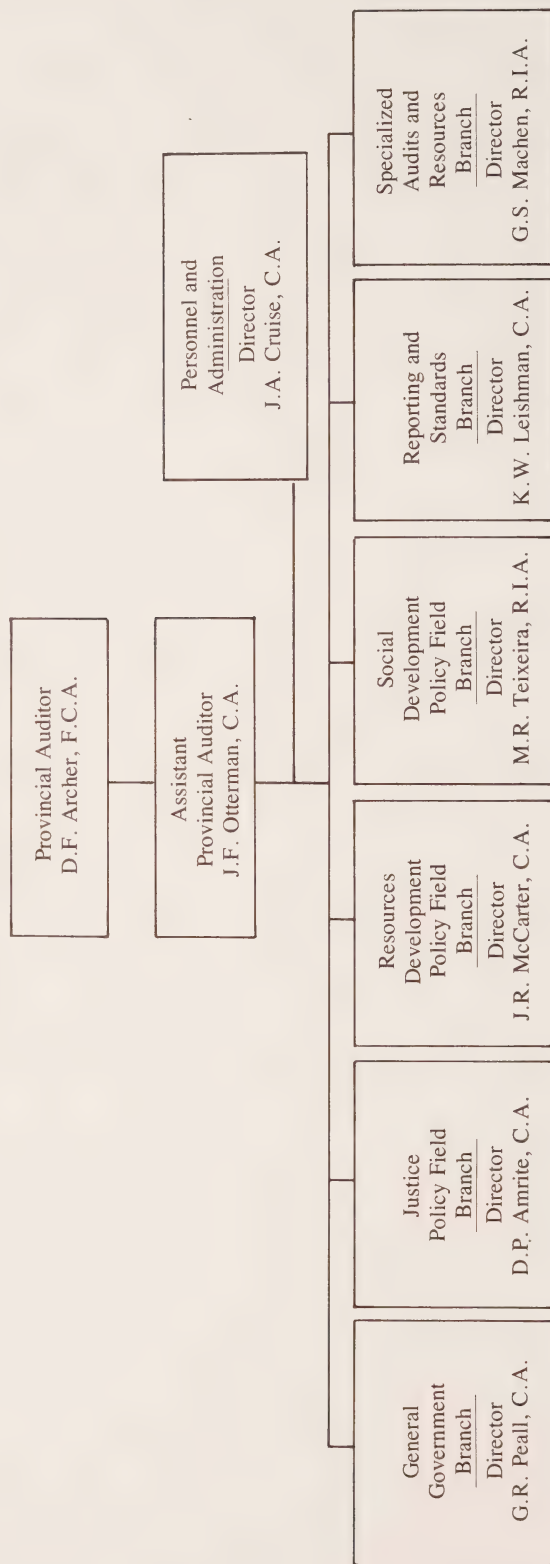 Provincial Auditor
D.F. Archer, F.C.A.
Assistant
Provincial Auditor
J.F. Otterman, C.A.
Personnel and
Administration
Director
J.A. Cruise, C.A.
General
Government
Branch
Director
G.R. Peall, C.A.
Justice
Policy Field
Branch
Director
D.P. Amrite, C.A.
Resources
Development
Policy Field
Branch
Director
J.R. McCarter, C.A.
Social
Development
Policy Field
Branch
Director
M.R. Teixeira, R.I.A.
Reporting and
Standards
Branch
Director
K.W. Leishman, C.A.
Specialized
Audits and
Resources
Branch
Director
G.S. Machen, R.I.A.